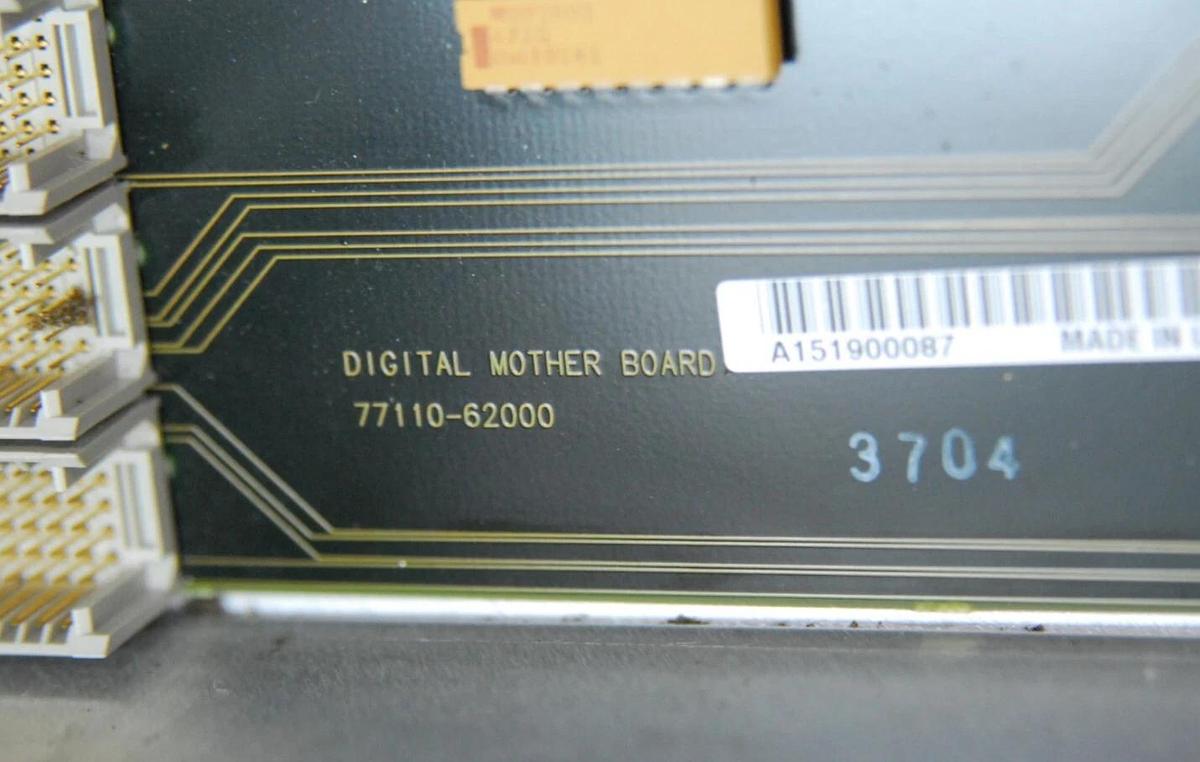 A151900087
MADE IN
DIGITAL MOTHER BOARD
77110-62000
3704